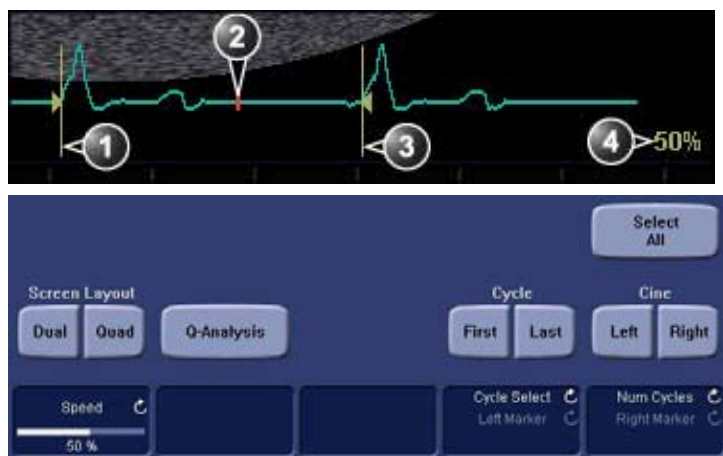 2
1
3
4
50%
Select
All
Screen Layout
Cycle
Cine
Dual
Quad
Q-Analysis
First
Last
Left
Right
Speed
50 %
Cycle Select
Left Marker
Num Cycles
Right Marker